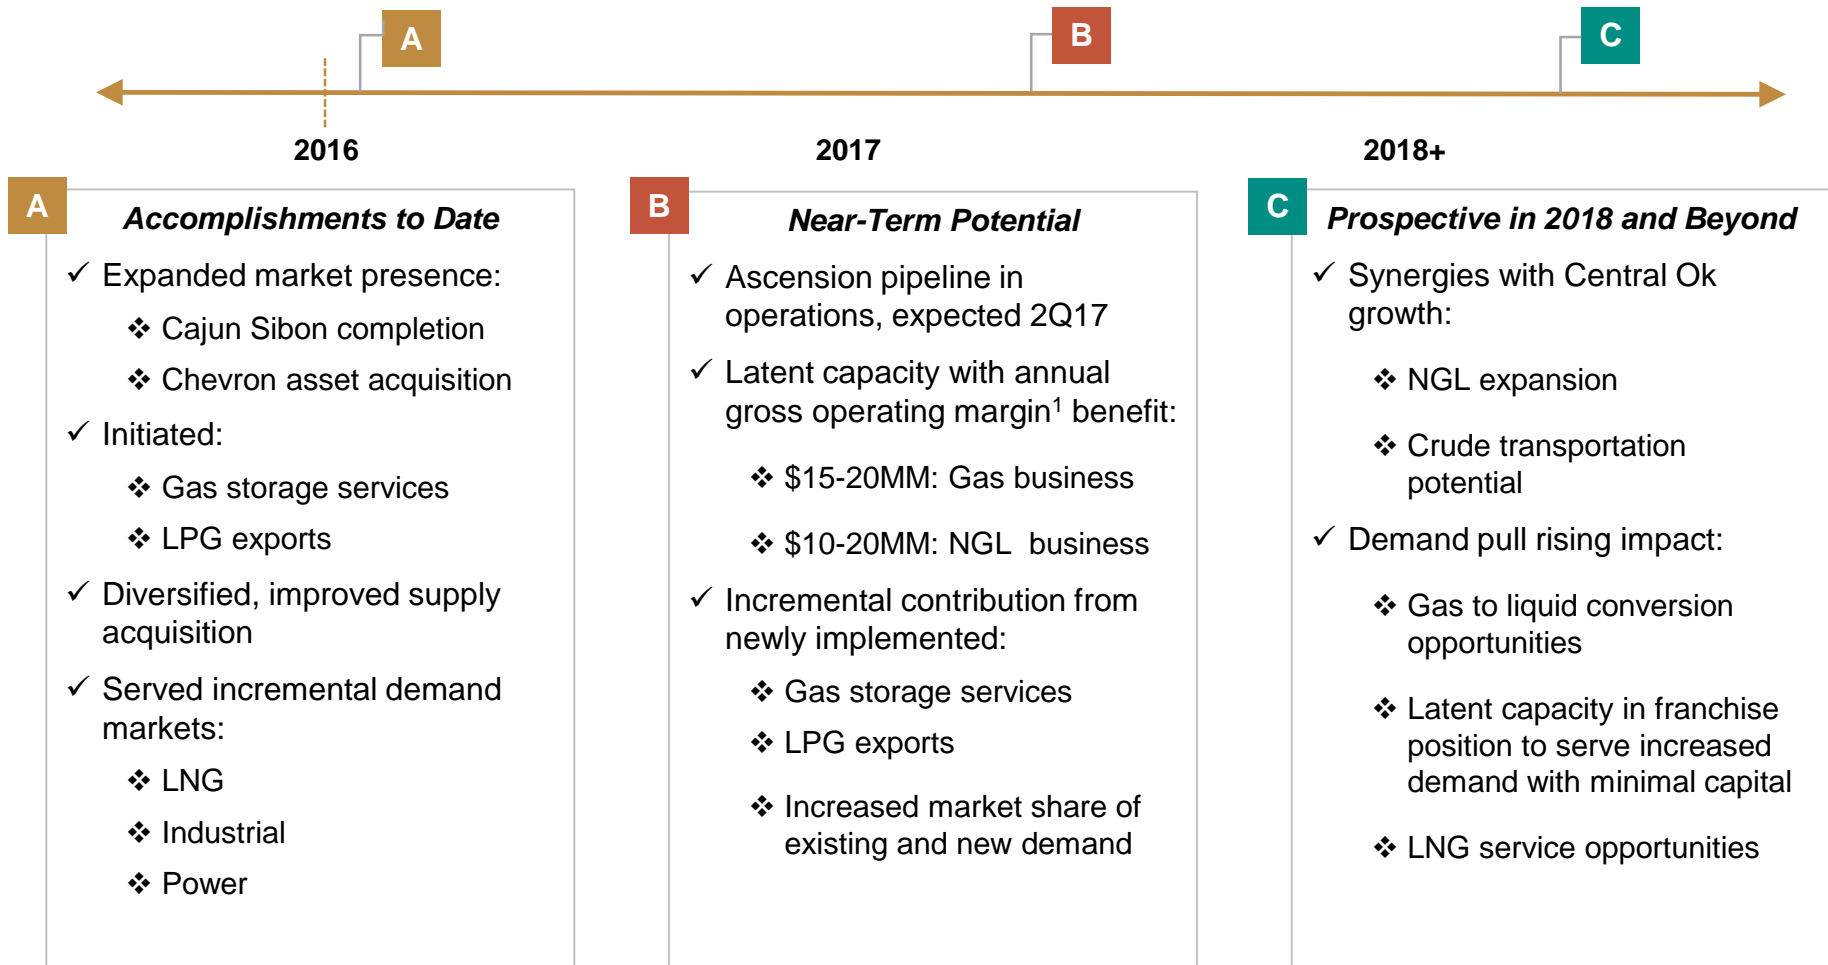 A
B
C
2016
2017
2018+
A
Accomplishments to Date
✓ Expanded market presence:
❖ Cajun Sibon completion
❖ Chevron asset acquisition
✓ Initiated:
❖ Gas storage services
❖ LPG exports
✓ Diversified, improved supply
acquisition
✓ Served incremental demand
markets:
❖ LNG
❖ Industrial
❖ Power
B
Near-Term Potential
✓ Ascension pipeline in
operations, expected 2Q17
✓ Latent capacity with annual
gross operating margin¹ benefit:
❖ $15-20MM: Gas business
❖ $10-20MM: NGL business
✓ Incremental contribution from
newly implemented:
❖ Gas storage services
❖ LPG exports
❖ Increased market share of
existing and new demand
C
Prospective in 2018 and Beyond
✓ Synergies with Central Ok
growth:
❖ NGL expansion
❖ Crude transportation
potential
✓ Demand pull rising impact:
❖ Gas to liquid conversion
opportunities
❖ Latent capacity in franchise
position to serve increased
demand with minimal capital
❖ LNG service opportunities